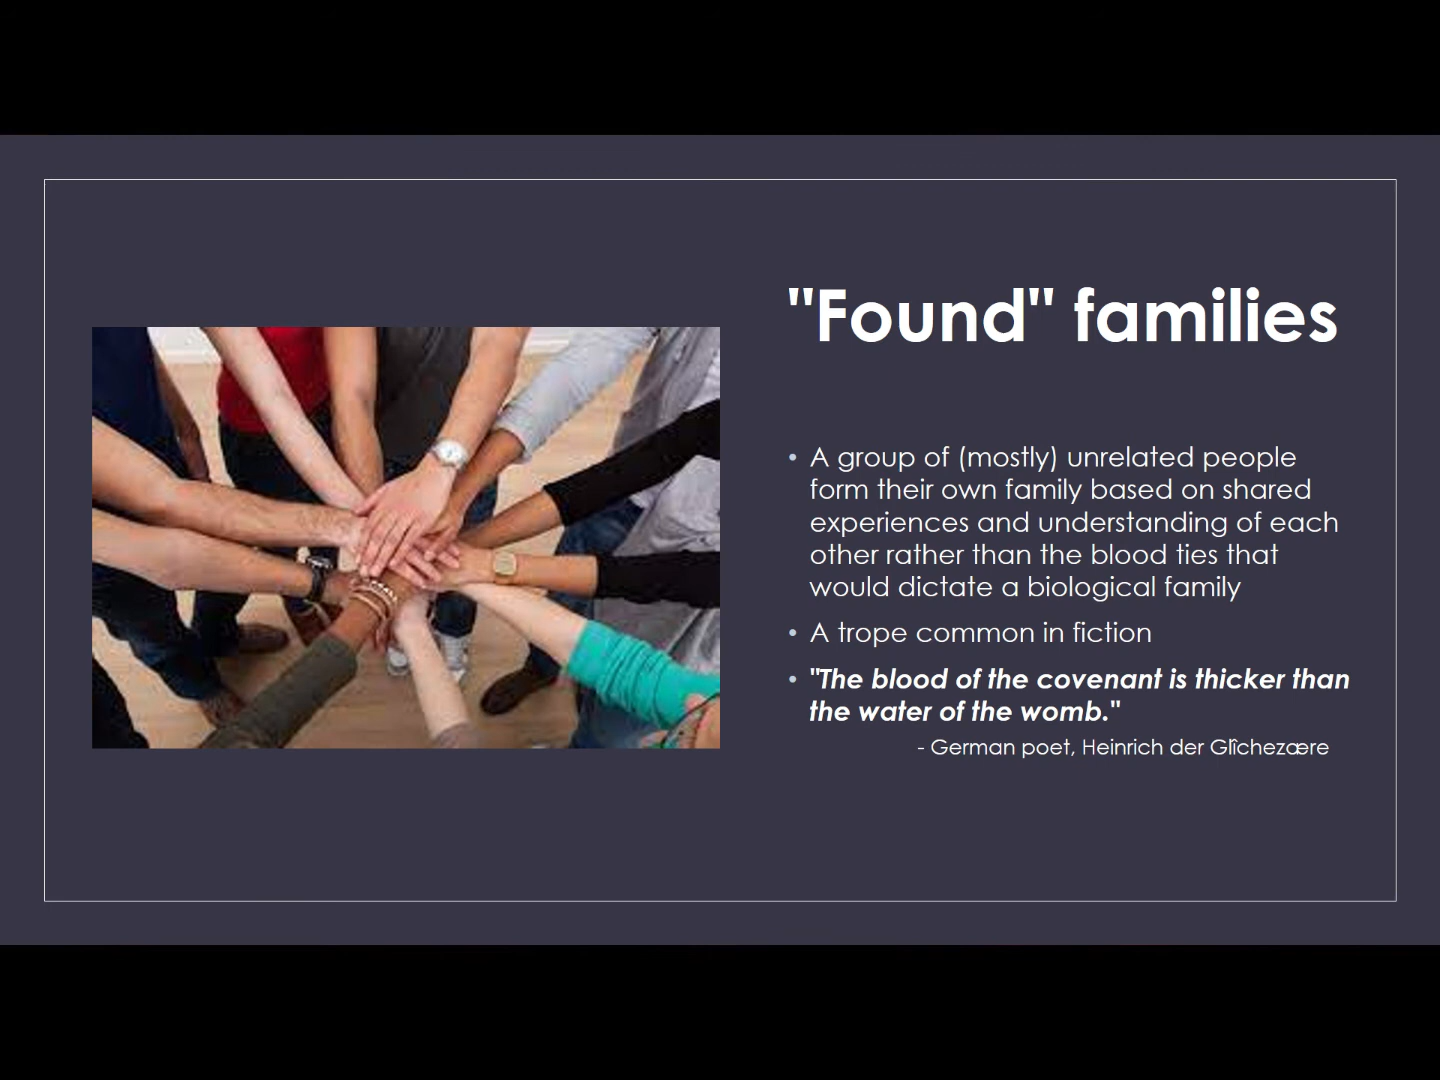 "Found" families
• A group of (mostly) unrelated people
form their own family based on shared
experiences and understanding of each
other rather than the blood ties that
would dictate a biological family
• A trope common in fiction
• "The blood of the covenant is thicker than
the water of the womb."
- German poet, Heinrich der Glîchezære